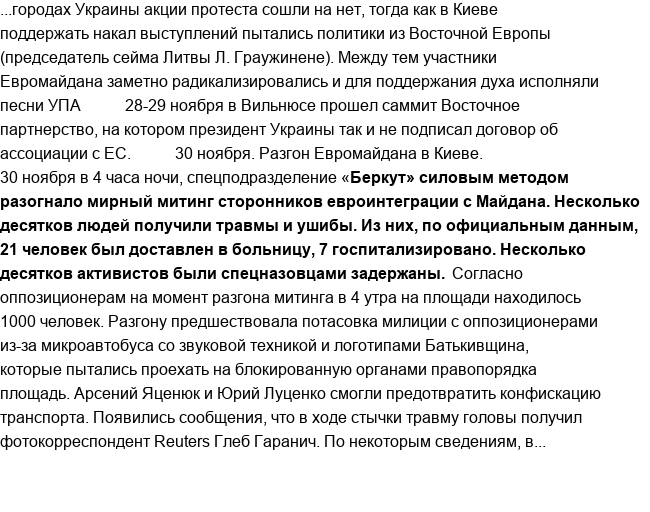 ...городах Украины акции протеста сошли на нет, тогда как в Киеве
поддержать накал выступлений пытались политики из Восточной Европы
(председатель сейма Литвы Л. Граужинене). Между тем участники
Евромайдана заметно радикализировались и для поддержания духа исполняли
песни УПА 28-29 ноября в Вильнюсе прошел саммит Восточное
партнерство, на котором президент Украины так и не подписал договор об
ассоциации с ЕС. 30 ноября. Разгон Евромайдана в Киеве.
30 ноября в 4 часа ночи, спецподразделение «Беркут» силовым методом
разогнало мирный митинг сторонников евроинтеграции с Майдана. Несколько
десятков людей получили травмы и ушибы. Из них, по официальным данным,
21 человек был доставлен в больницу, 7 госпитализировано. Несколько
десятков активистов были спецназовцами задержаны. Согласно
оппозиционерам на момент разгона митинга в 4 утра на площади находилось
1000 человек. Разгону предшествовала потасовка милиции с оппозиционерами
из-за микроавтобуса со звуковой техникой и логотипами Батькивщина,
которые пытались проехать на блокированную органами правопорядка
площадь. Арсений Яценюк и Юрий Луценко смогли предотвратить конфискацию
транспорта. Появились сообщения, что в ходе стычки травму головы получил
фотокорреспондент Reuters Глеб Гаранич. По некоторым сведениям, в...